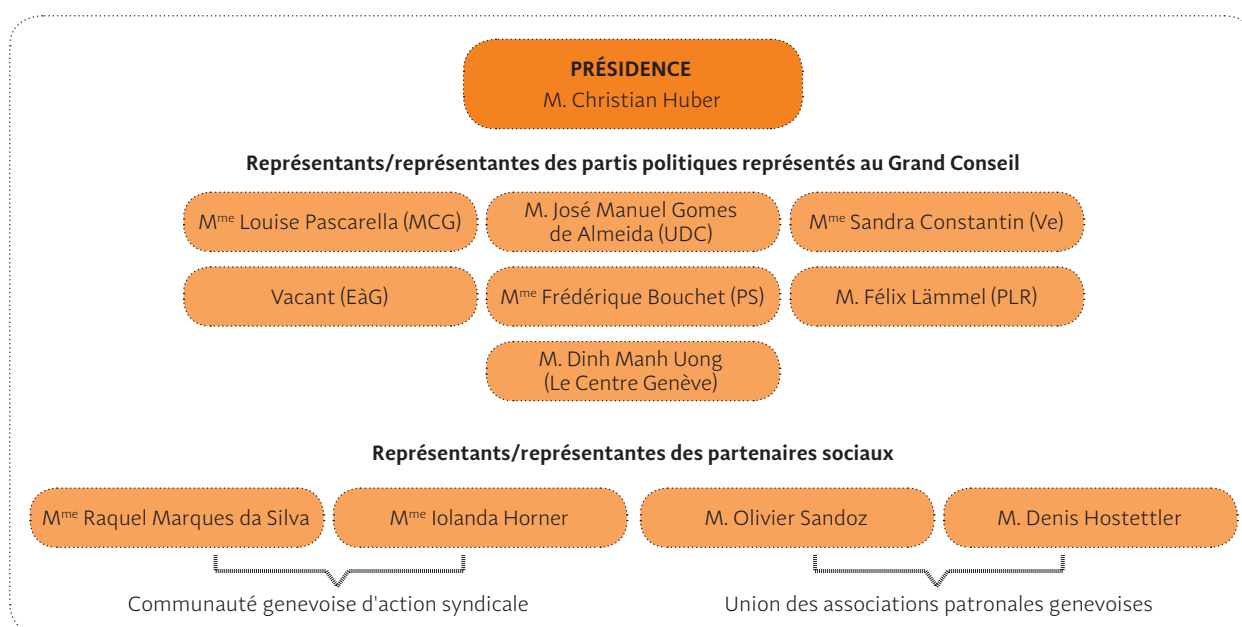 PRÉSIDENCE
M. Christian Huber
Représentants/représentantes des partis politiques représentés au Grand Conseil
Mme Louise Pascarella (MCG)
M. José Manuel Gomes
de Almeida (UDC)
Mme Sandra Constantin (Ve)
Vacant (EàG)
Mme Frédérique Bouchet (PS)
M. Félix Lämmel (PLR)
M. Dinh Manh Uong
(Le Centre Genève)
Représentants/représentantes des partenaires sociaux
Mme Raquel Marques da Silva
Mme Iolanda Horner
M. Olivier Sandoz
M. Denis Hostettler
Communauté genevoise d'action syndicale
Union des associations patronales genevoises